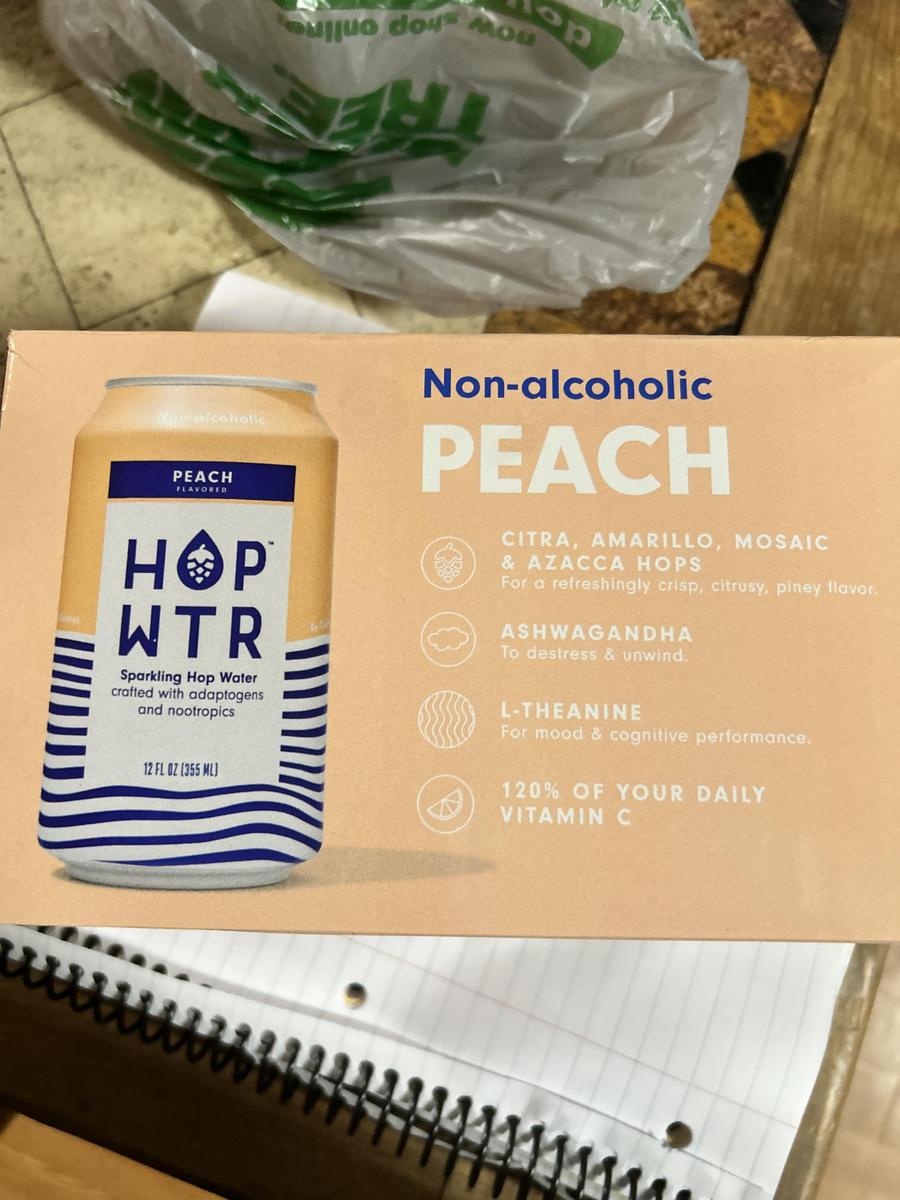 now shop online
TREE
Non-alcoholic
PEACH
CITRA, AMARILLO, MOSAIC
& AZACCA HOPS
For a refreshingly crisp, citrusy, piney flavor.
ASHWAGANDHA
To destress & unwind.
L-THEANINE
For mood & cognitive performance.
120% OF YOUR DAILY
VITAMIN C
Non-alcoholic
PEACH
FLAVORED
HOP™
WTR
Sparkling Hop Water
crafted with adaptogens
and nootropics
12 FL OZ (355 ML)